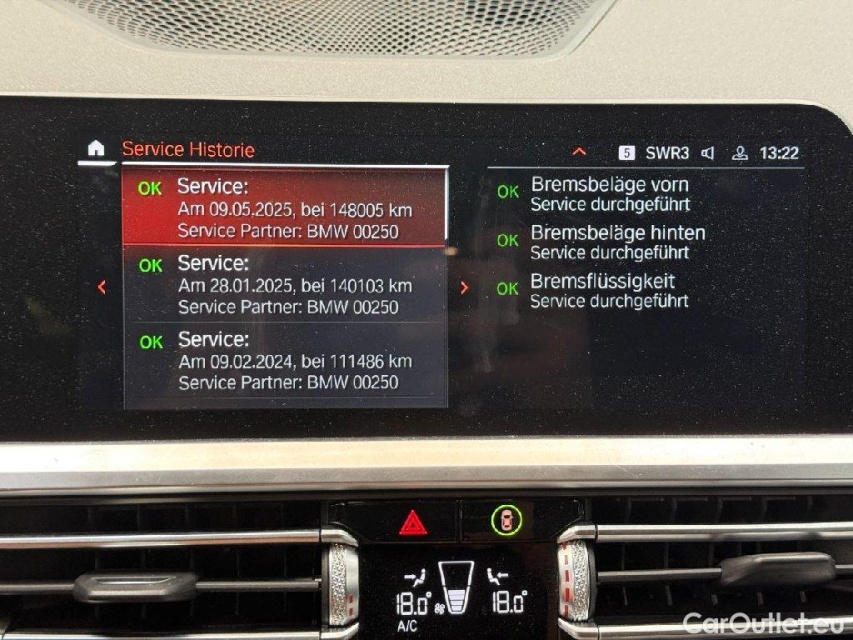 Service Historie
5 SWR3 13:22
OK Service:
Am 09.05.2025, bei 148005 km
Service Partner: BMW 00250
OK Service:
Am 28.01.2025, bei 140103 km
Service Partner: BMW 00250
OK Service:
Am 09.02.2024, bei 111486 km
Service Partner: BMW 00250
OK Bremsbeläge vorn
Service durchgeführt
OK Bremsbeläge hinten
Service durchgeführt
OK Bremsflüssigkeit
Service durchgeführt
18.0° 18.0°
A/C
CarOutlet.eu